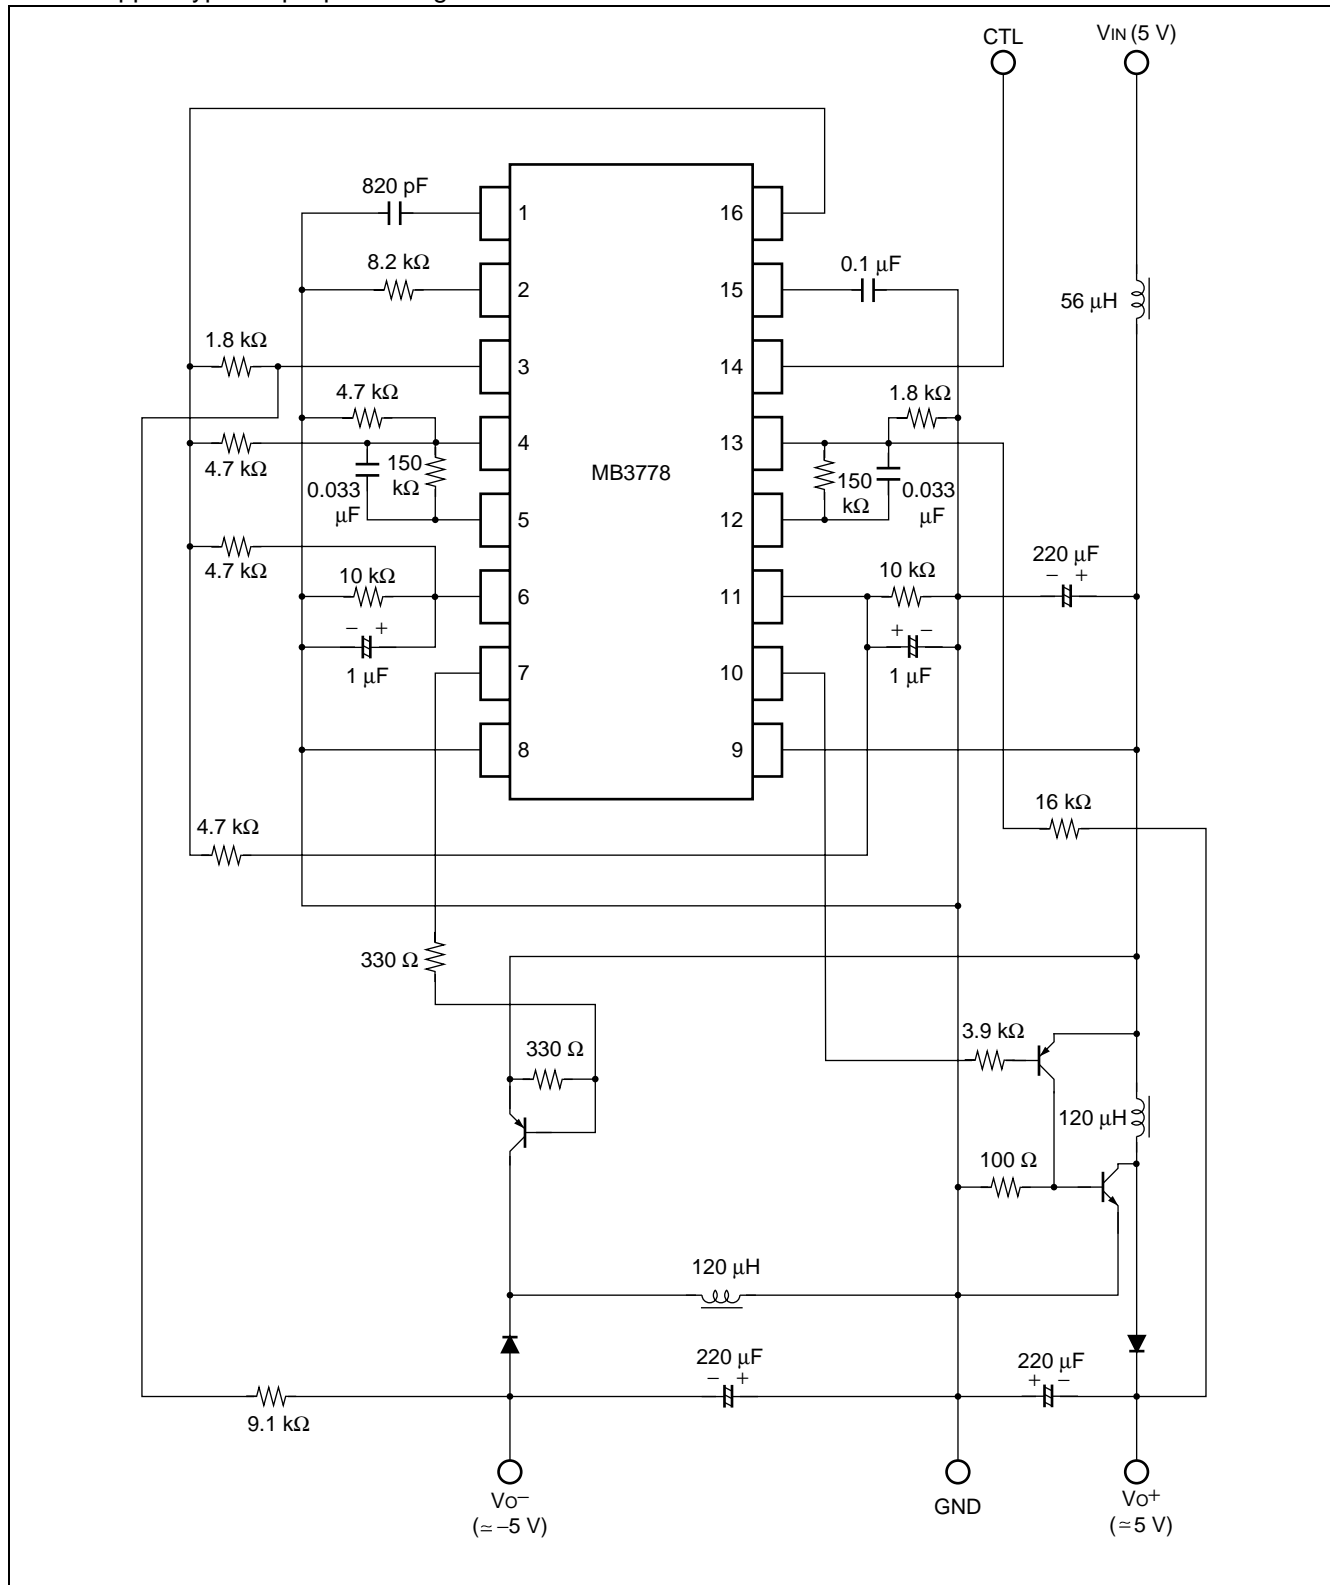 CTL
VIN (5 V)
820 pF
1
16
8.2 kΩ
0.1 μF
2
15
56 μH
1.8 kΩ
3
14
4.7 kΩ
1.8 kΩ
4
13
4.7 kΩ
150
kΩ
0.033
μF
MB3778
150
kΩ
0.033
μF
5
12
4.7 kΩ
220 μF
− +
10 kΩ
10 kΩ
6
11
− +
1 μF
+ −
1 μF
7
10
8
9
16 kΩ
4.7 kΩ
330 Ω
3.9 kΩ
330 Ω
120 μH
100 Ω
120 μH
220 μF
− +
220 μF
+ −
9.1 kΩ
VO−
(≃ −5 V)
GND
VO+
(≃ 5 V)